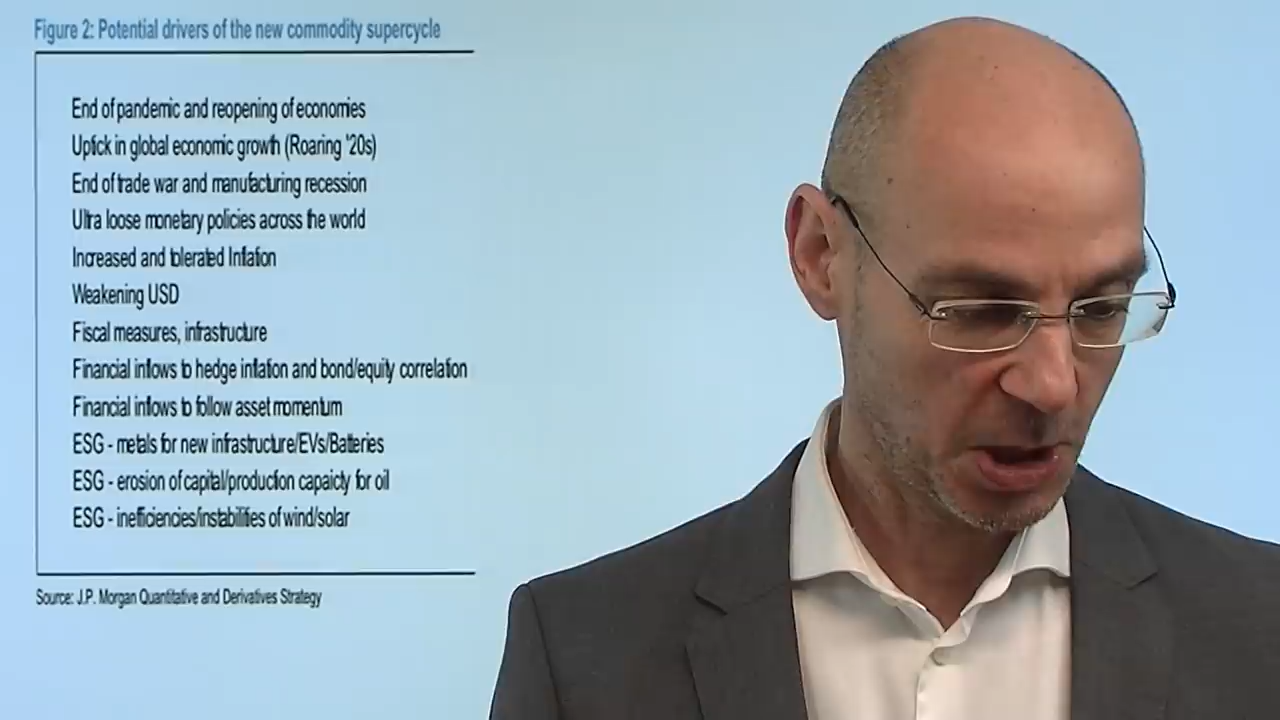 Figure 2: Potential drivers of the new commodity supercycle
End of pandemic and reopening of economies
Uptick in global economic growth (Roaring '20s)
End of trade war and manufacturing recession
Ultra loose monetary policies across the world
Increased and tolerated Inflation
Weakening USD
Fiscal measures, infrastructure
Financial inflows to hedge inflation and bond/equity correlation
Financial inflows to follow asset momentum
ESG - metals for new infrastructure/EVs/Batteries
ESG - erosion of capital/production capaicty for oil
ESG - inefficiencies/instabilities of wind/solar
Source: J.P. Morgan Quantitative and Derivatives Strategy